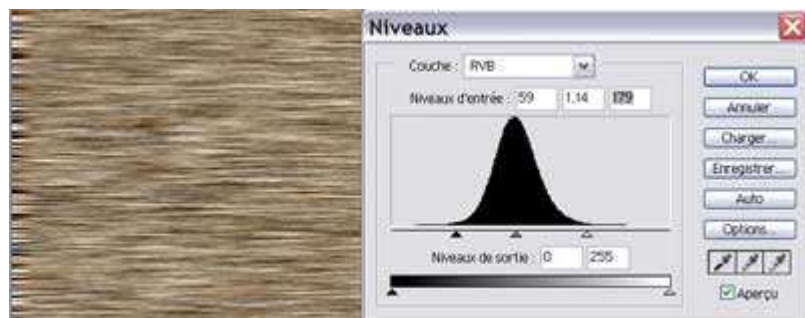 Niveaux
Couche : RVB
Niveaux d'entrée : 59 1,14 179
Niveaux de sortie : 0 255
OK
Annuler
Charger...
Enregistrer...
Auto
Options...
Aperçu